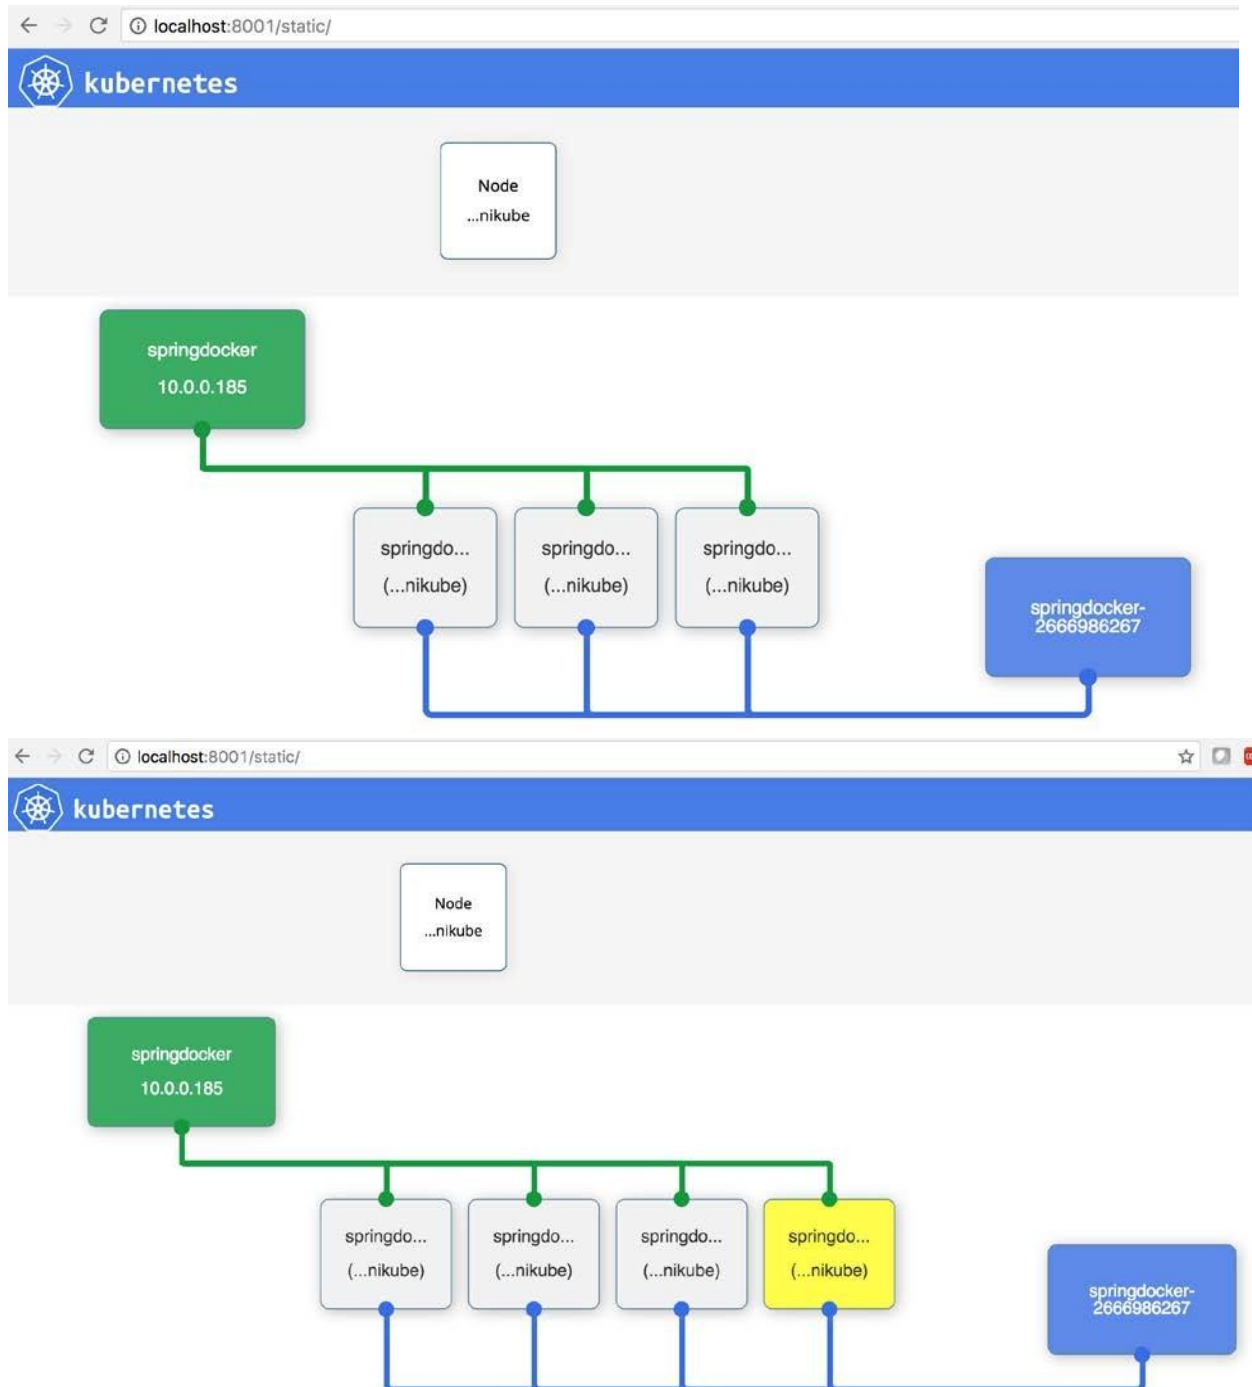 localhost:8001/static/
kubernetes
Node
...nikube
springdocker
10.0.0.185
springdo...
(...nikube)
springdo...
(...nikube)
springdo...
(...nikube)
springdocker-
2666986267
localhost:8001/static/
kubernetes
Node
...nikube
springdocker
10.0.0.185
springdo...
(...nikube)
springdo...
(...nikube)
springdo...
(...nikube)
springdo...
(...nikube)
springdocker-
2666986267